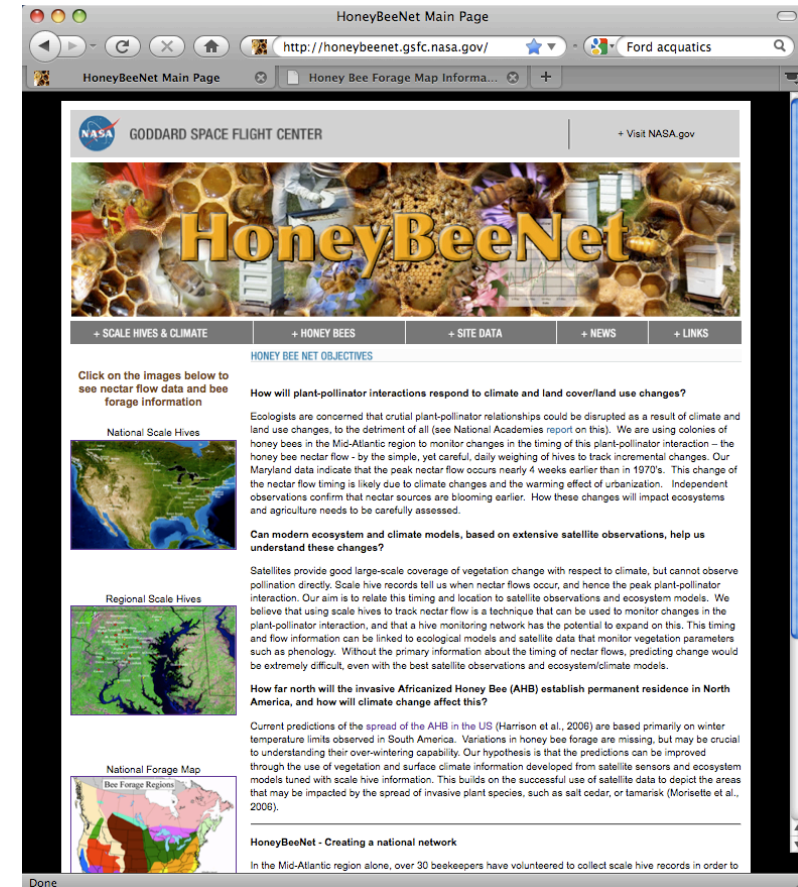 HoneyBeeNet Main Page
http://honeybeenet.gsfc.nasa.gov/
Ford acquatics
HoneyBeeNet Main Page
Honey Bee Forage Map Informa...
NASA
GODDARD SPACE FLIGHT CENTER
+ Visit NASA.gov
HoneyBeeNet
+ SCALE HIVES & CLIMATE
+ HONEY BEES
+ SITE DATA
+ NEWS
+ LINKS
Click on the images below to
see nectar flow data and bee
forage information
National Scale Hives
Regional Scale Hives
National Forage Map
Bee Forage Regions
HONEY BEE NET OBJECTIVES
How will plant-pollinator interactions respond to climate and land cover/land use changes?
Ecologists are concerned that crutial plant-pollinator relationships could be disrupted as a result of climate and
land use changes, to the detriment of all (see National Academies report on this).  We are using colonies of
honey bees in the Mid-Atlantic region to monitor changes in the timing of this plant-pollinator interaction – the
honey bee nectar flow - by the simple, yet careful, daily weighing of hives to track incremental changes. Our
Maryland data indicate that the peak nectar flow occurs nearly 4 weeks earlier than in 1970's.  This change of
the nectar flow timing is likely due to climate changes and the warming effect of urbanization.   Independent
observations confirm that nectar sources are blooming earlier.  How these changes will impact ecosystems
and agriculture needs to be carefully assessed.
Can modern ecosystem and climate models, based on extensive satellite observations, help us
understand these changes?
Satellites provide good large-scale coverage of vegetation change with respect to climate, but cannot observe
pollination directly. Scale hive records tell us when nectar flows occur, and hence the peak plant-pollinator
interaction. Our aim is to relate this timing and location to satellite observations and ecosystem models.  We
believe that using scale hives to track nectar flow is a technique that can be used to monitor changes in the
plant-pollinator interaction, and that a hive monitoring network has the potential to expand on this. This timing
and flow information can be linked to ecological models and satellite data that monitor vegetation parameters
such as phenology.  Without the primary information about the timing of nectar flows, predicting change would
be extremely difficult, even with the best satellite observations and ecosystem/climate models.
How far north will the invasive Africanized Honey Bee (AHB) establish permanent residence in North
America, and how will climate change affect this?
Current predictions of the spread of the AHB in the US (Harrison et al., 2006) are based primarily on winter
temperature limits observed in South America.  Variations in honey bee forage are missing, but may be crucial
to understanding their over-wintering capability. Our hypothesis is that the predictions can be improved
through the use of vegetation and surface climate information developed from satellite sensors and ecosystem
models tuned with scale hive information. This builds on the successful use of satellite data to depict the areas
that may be impacted by the spread of invasive plant species, such as salt cedar, or tamarisk (Morisette et al.,
2006).
HoneyBeeNet - Creating a national network
In the Mid-Atlantic region alone, over 30 beekeepers have volunteered to collect scale hive records in order to
Done